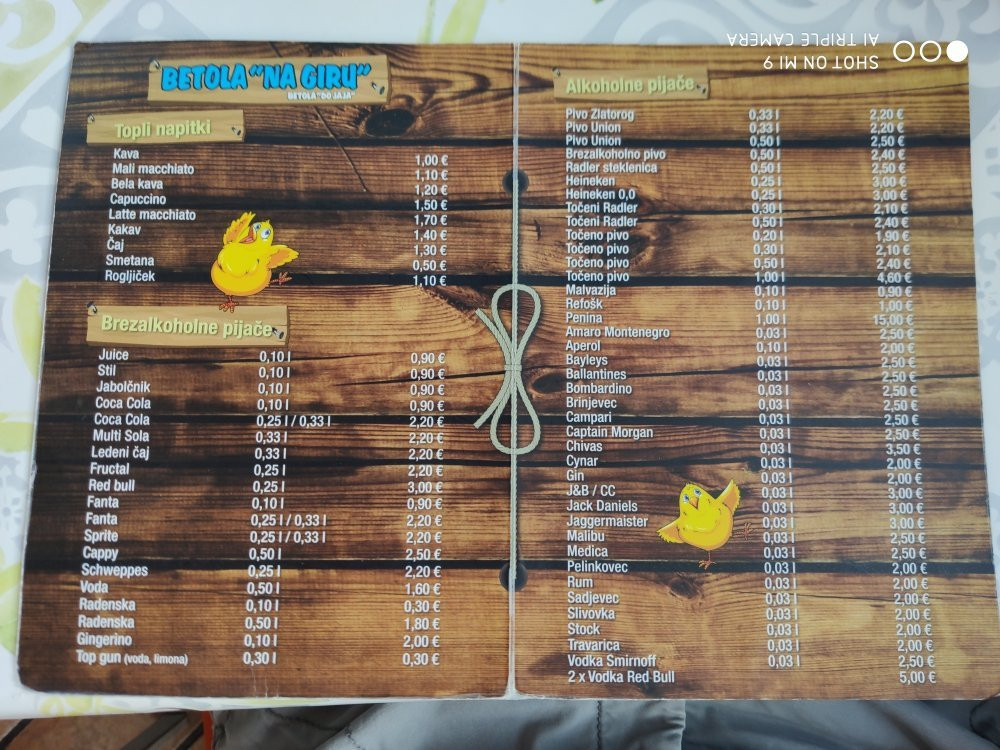 BETOLA "NA GIRU"
BETOLA "DO JAJA"
Topli napitki
Kava 1,00 €
Mali macchiato 1,10 €
Bela kava 1,20 €
Capuccino 1,50 €
Latte macchiato 1,70 €
Kakav 1,40 €
Čaj 1,30 €
Smetana 0,50 €
Rogljiček 1,10 €
Brezalkoholne pijače
Juice 0,10 l 0,90 €
Stil 0,10 l 0,90 €
Jabolčnik 0,10 l 0,90 €
Coca Cola 0,10 l 0,90 €
Coca Cola 0,25 l / 0,33 l 2,20 €
Multi Sola 0,33 l 2,20 €
Ledeni čaj 0,33 l 2,20 €
Fructal 0,25 l 2,20 €
Red bull 0,25 l 3,00 €
Fanta 0,10 l 0,90 €
Fanta 0,25 l / 0,33 l 2,20 €
Sprite 0,25 l / 0,33 l 2,20 €
Cappy 0,50 l 2,50 €
Schweppes 0,25 l 2,20 €
Voda 0,50 l 1,60 €
Radenska 0,10 l 0,30 €
Radenska 0,50 l 1,80 €
Gingerino 0,10 l 2,00 €
Top gun (voda, limona) 0,30 l 0,30 €
Alkoholne pijače
Pivo Zlatorog 0,33 l 2,20 €
Pivo Union 0,33 l 2,20 €
Pivo Union 0,50 l 2,50 €
Brezalkoholno pivo 0,50 l 2,40 €
Radler steklenica 0,50 l 2,50 €
Heineken 0,25 l 3,00 €
Heineken 0,0 0,25 l 3,00 €
Točeni Radler 0,30 l 2,10 €
Točeni Radler 0,50 l 2,40 €
Točeno pivo 0,20 l 1,90 €
Točeno pivo 0,30 l 2,10 €
Točeno pivo 0,50 l 2,40 €
Točeno pivo 1,00 l 4,60 €
Malvazija 0,10 l 0,90 €
Refošk 0,10 l 1,00 €
Penina 1,00 l 15,00 €
Amaro Montenegro 0,03 l 2,50 €
Aperol 0,10 l 2,00 €
Bayleys 0,03 l 2,50 €
Ballantines 0,03 l 2,50 €
Bombardino 0,03 l 2,50 €
Brinjevec 0,03 l 2,50 €
Campari 0,03 l 2,50 €
Captain Morgan 0,03 l 2,50 €
Chivas 0,03 l 3,50 €
Cynar 0,03 l 2,00 €
Gin 0,03 l 2,00 €
J&B / CC 0,03 l 3,00 €
Jack Daniels 0,03 l 3,00 €
Jaggermaister 0,03 l 3,00 €
Malibu 0,03 l 2,50 €
Medica 0,03 l 2,50 €
Pelinkovec 0,03 l 2,00 €
Rum 0,03 l 2,00 €
Sadjevec 0,03 l 2,00 €
Slivovka 0,03 l 2,00 €
Stock 0,03 l 2,00 €
Travarica 0,03 l 2,00 €
Vodka Smirnoff 0,03 l 2,50 €
2 x Vodka Red Bull 5,00 €
SHOT ON MI 9
AI TRIPLE CAMERA